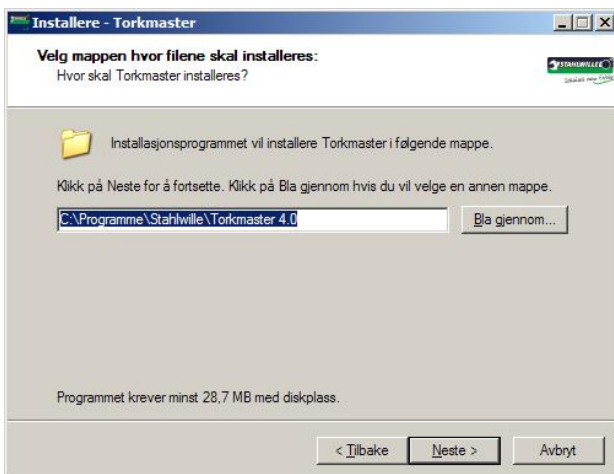 Installere - Torkmaster
Velg mappen hvor filene skal installeres:
Hvor skal Torkmaster installeres?
STAHLWILLE
Installasjonsprogrammet vil installere Torkmaster i følgende mappe.
Klikk på Neste for å fortsette. Klikk på Bla gjennom hvis du vil velge en annen mappe.
C:\Programme\Stahlwille\Torkmaster 4.0
Bla gjennom...
Programmet krever minst 28,7 MB med diskplass.
< Tilbake
Neste >
Avbryt